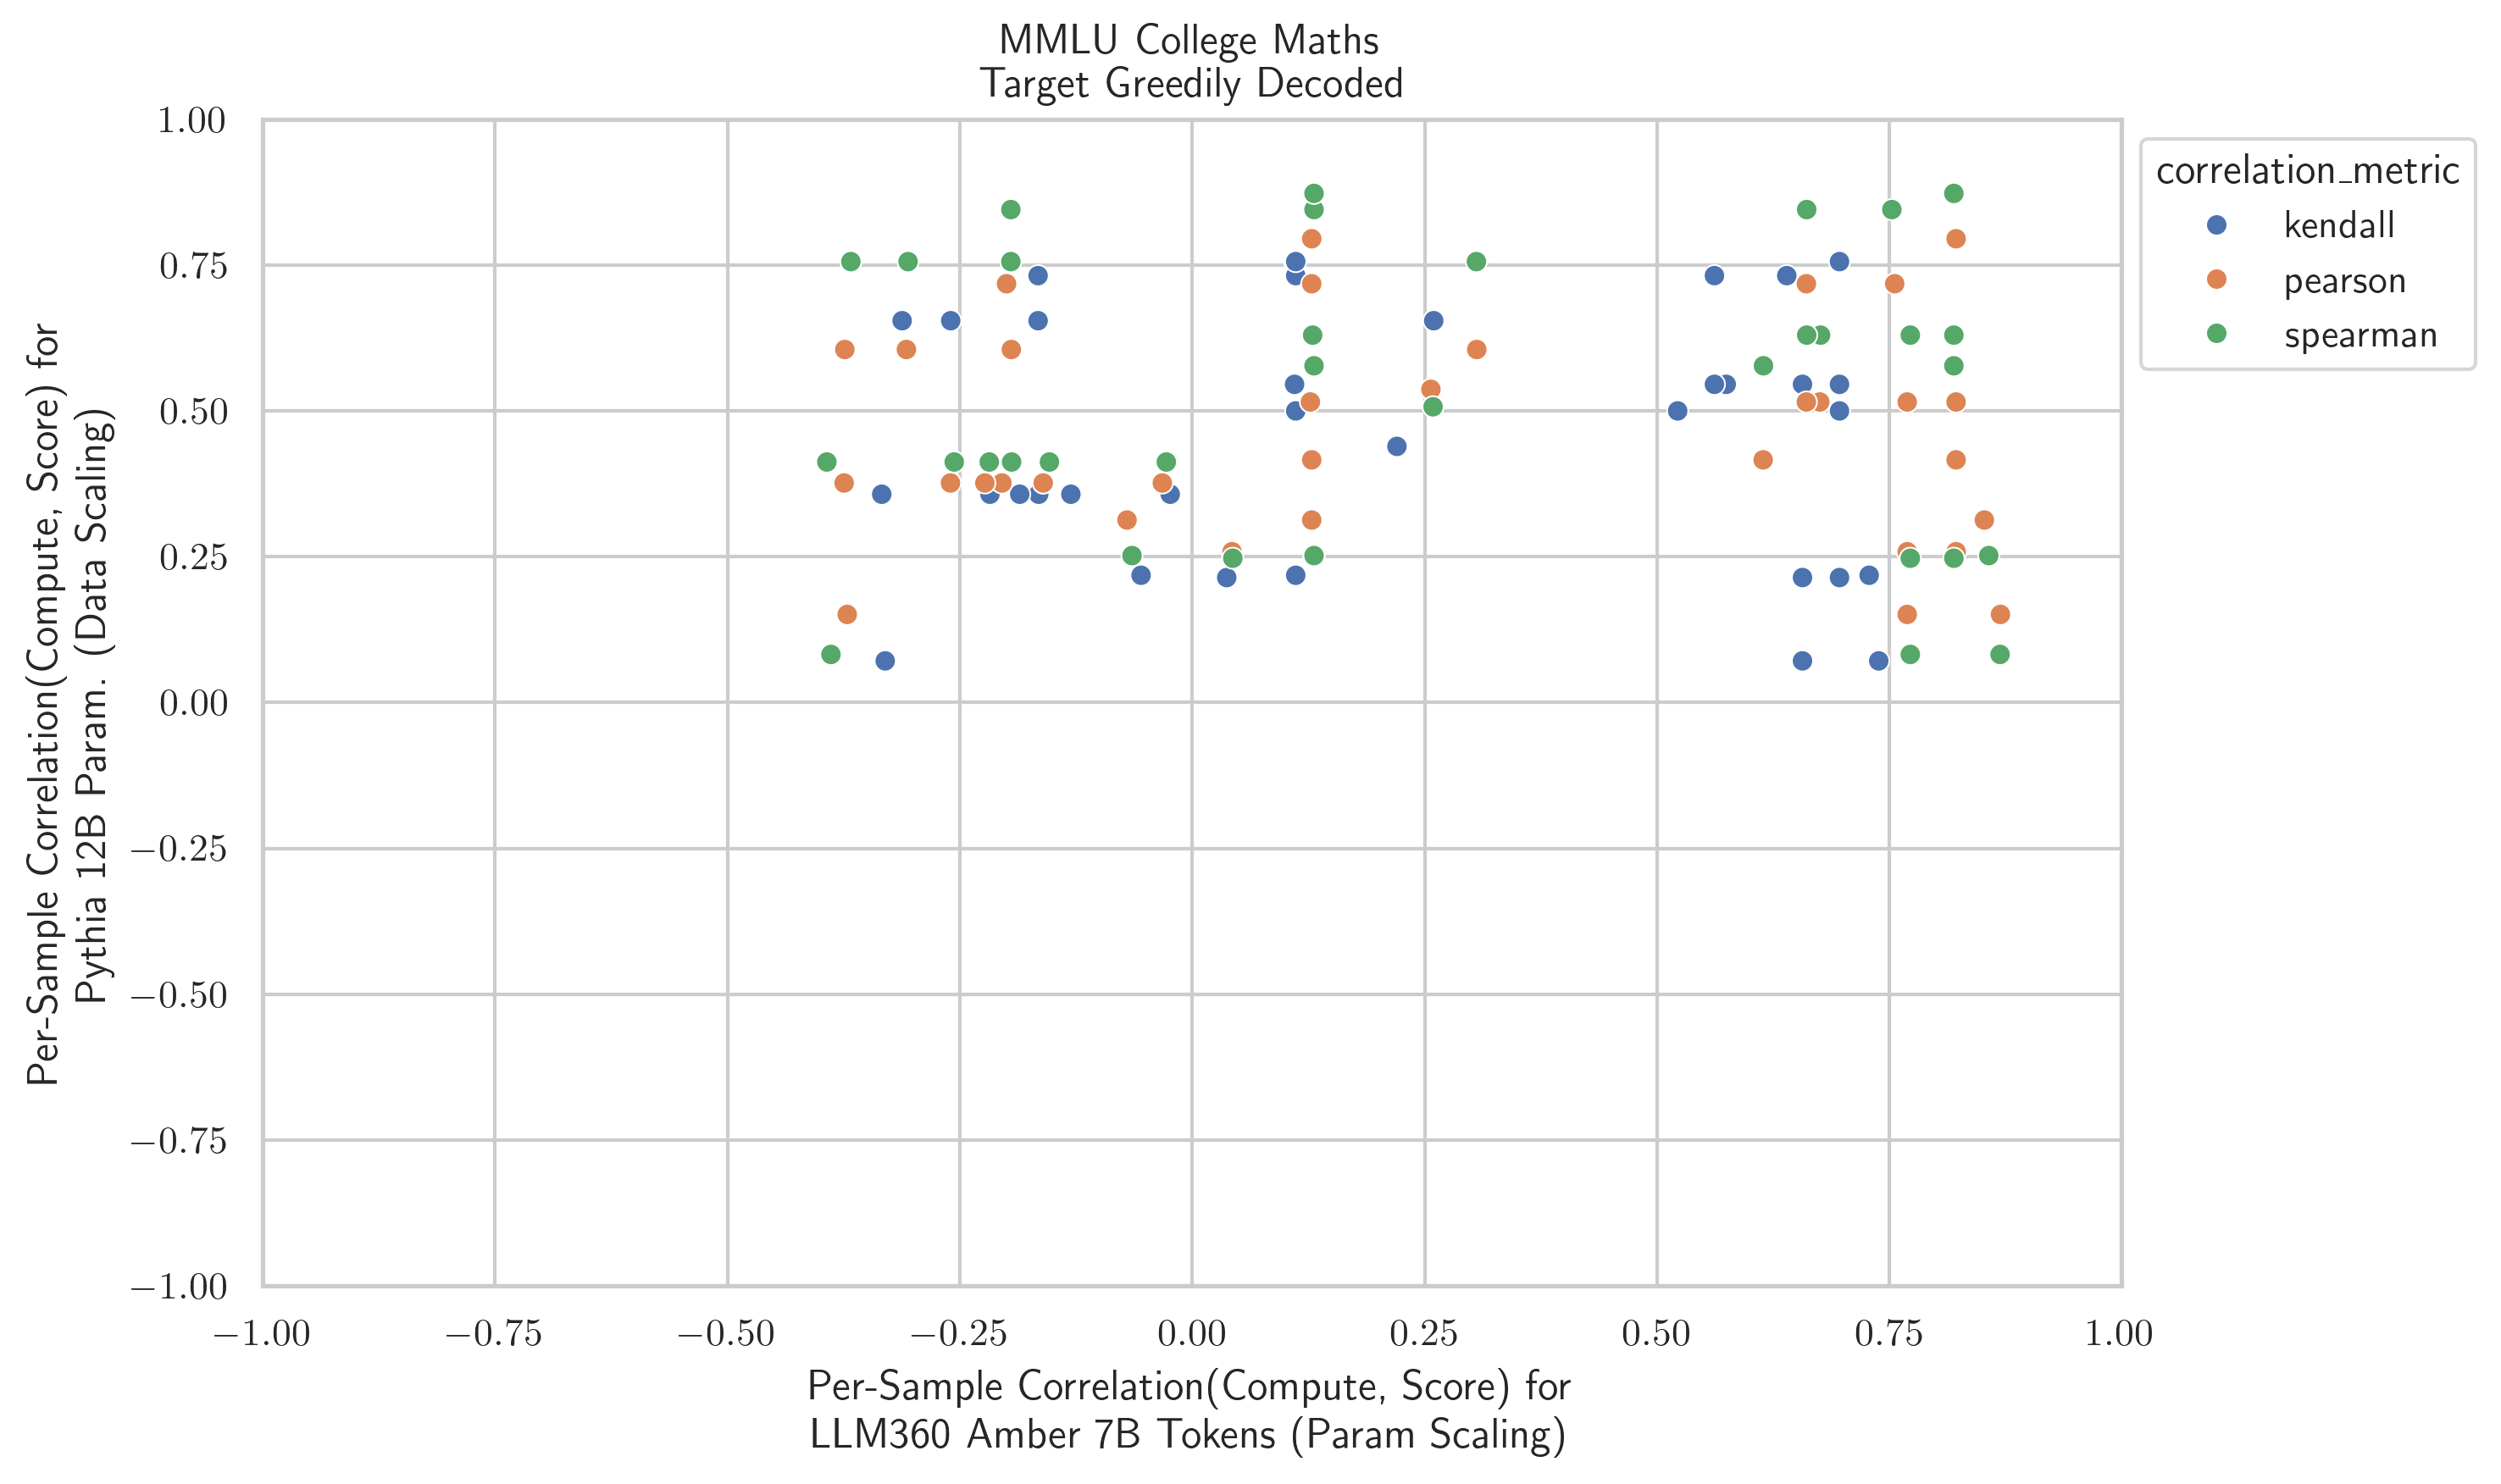 MMLU College Maths
Target Greedily Decoded
Per-Sample Correlation(Compute, Score) for
Pythia 12B Param. (Data Scaling)
1.00
0.75
0.50
0.25
0.00
−0.25
−0.50
−0.75
−1.00
−1.00 −0.75 −0.50 −0.25 0.00 0.25 0.50 0.75 1.00
Per-Sample Correlation(Compute, Score) for
LLM360 Amber 7B Tokens (Param Scaling)
correlation_metric
kendall
pearson
spearman